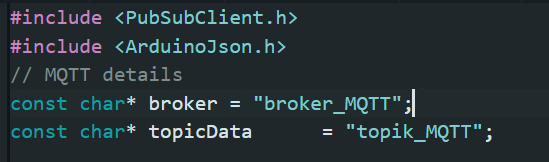 #include <PubSubClient.h>
#include <ArduinoJson.h>
// MQTT details
const char* broker = "broker_MQTT";
const char* topicData      = "topik_MQTT";